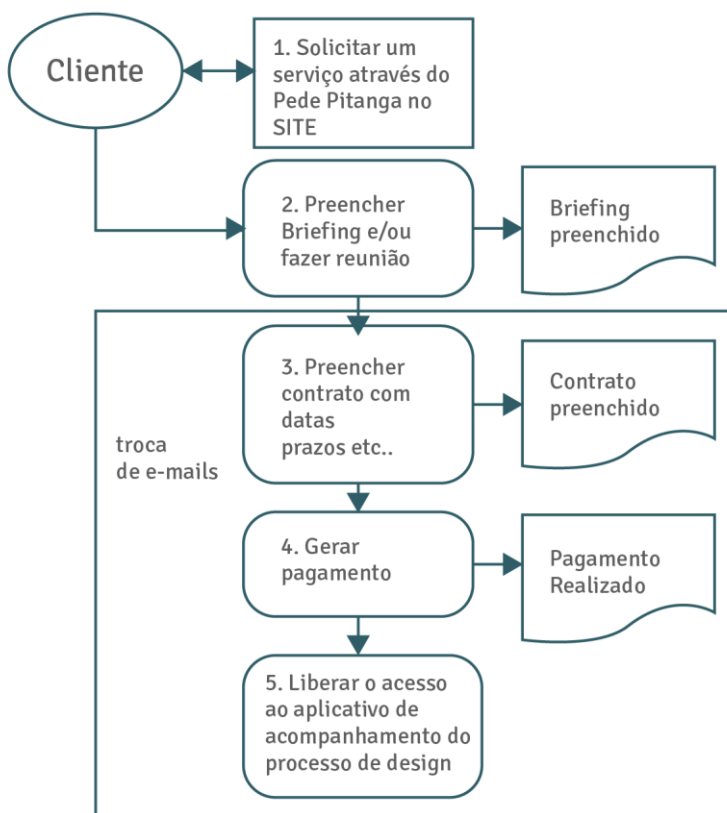 Cliente
1. Solicitar um
serviço através do
Pede Pitanga no
SITE
2. Preencher
Briefing e/ou
fazer reunião
Briefing
preenchido
3. Preencher
contrato com
datas
prazos etc..
Contrato
preenchido
troca
de e-mails
4. Gerar
pagamento
Pagamento
Realizado
5. Liberar o acesso
ao aplicativo de
acompanhamento do
processo de design